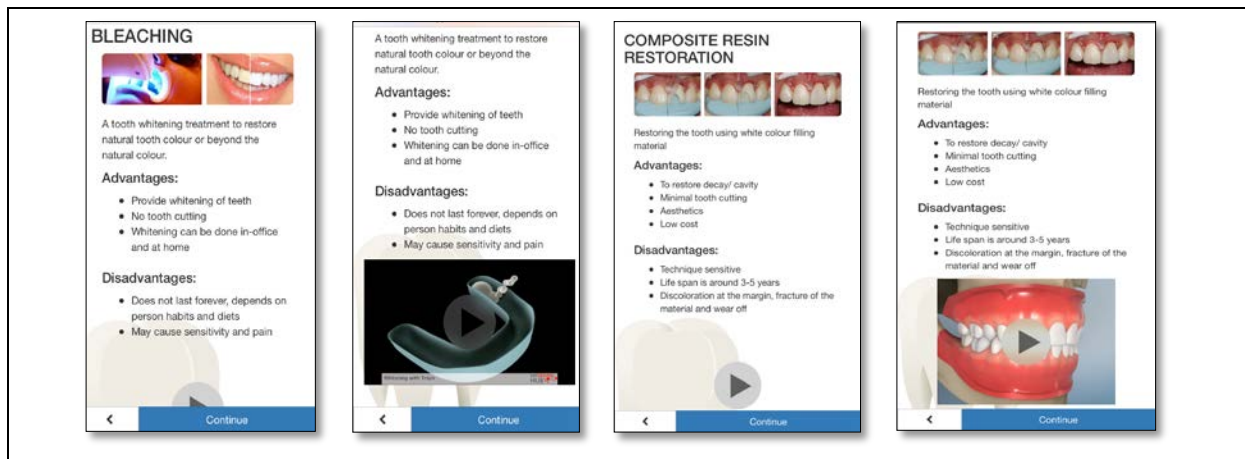 BLEACHING
A tooth whitening treatment to restore
natural tooth colour or beyond the
natural colour.
Advantages:
• Provide whitening of teeth
• No tooth cutting
• Whitening can be done in-office
and at home
Disadvantages:
• Does not last forever, depends on
person habits and diets
• May cause sensitivity and pain
Continue
A tooth whitening treatment to restore
natural tooth colour or beyond the
natural colour.
Advantages:
• Provide whitening of teeth
• No tooth cutting
• Whitening can be done in-office
and at home
Disadvantages:
• Does not last forever, depends on
person habits and diets
• May cause sensitivity and pain
Whitening with Trays
Continue
COMPOSITE RESIN
RESTORATION
Restoring the tooth using white colour filling
material
Advantages:
• To restore decay/ cavity
• Minimal tooth cutting
• Aesthetics
• Low cost
Disadvantages:
• Technique sensitive
• Life span is around 3-5 years
• Discoloration at the margin, fracture of the
material and wear off
Continue
Restoring the tooth using white colour filling
material
Advantages:
• To restore decay/ cavity
• Minimal tooth cutting
• Aesthetics
• Low cost
Disadvantages:
• Technique sensitive
• Life span is around 3-5 years
• Discoloration at the margin, fracture of the
material and wear off
Continue